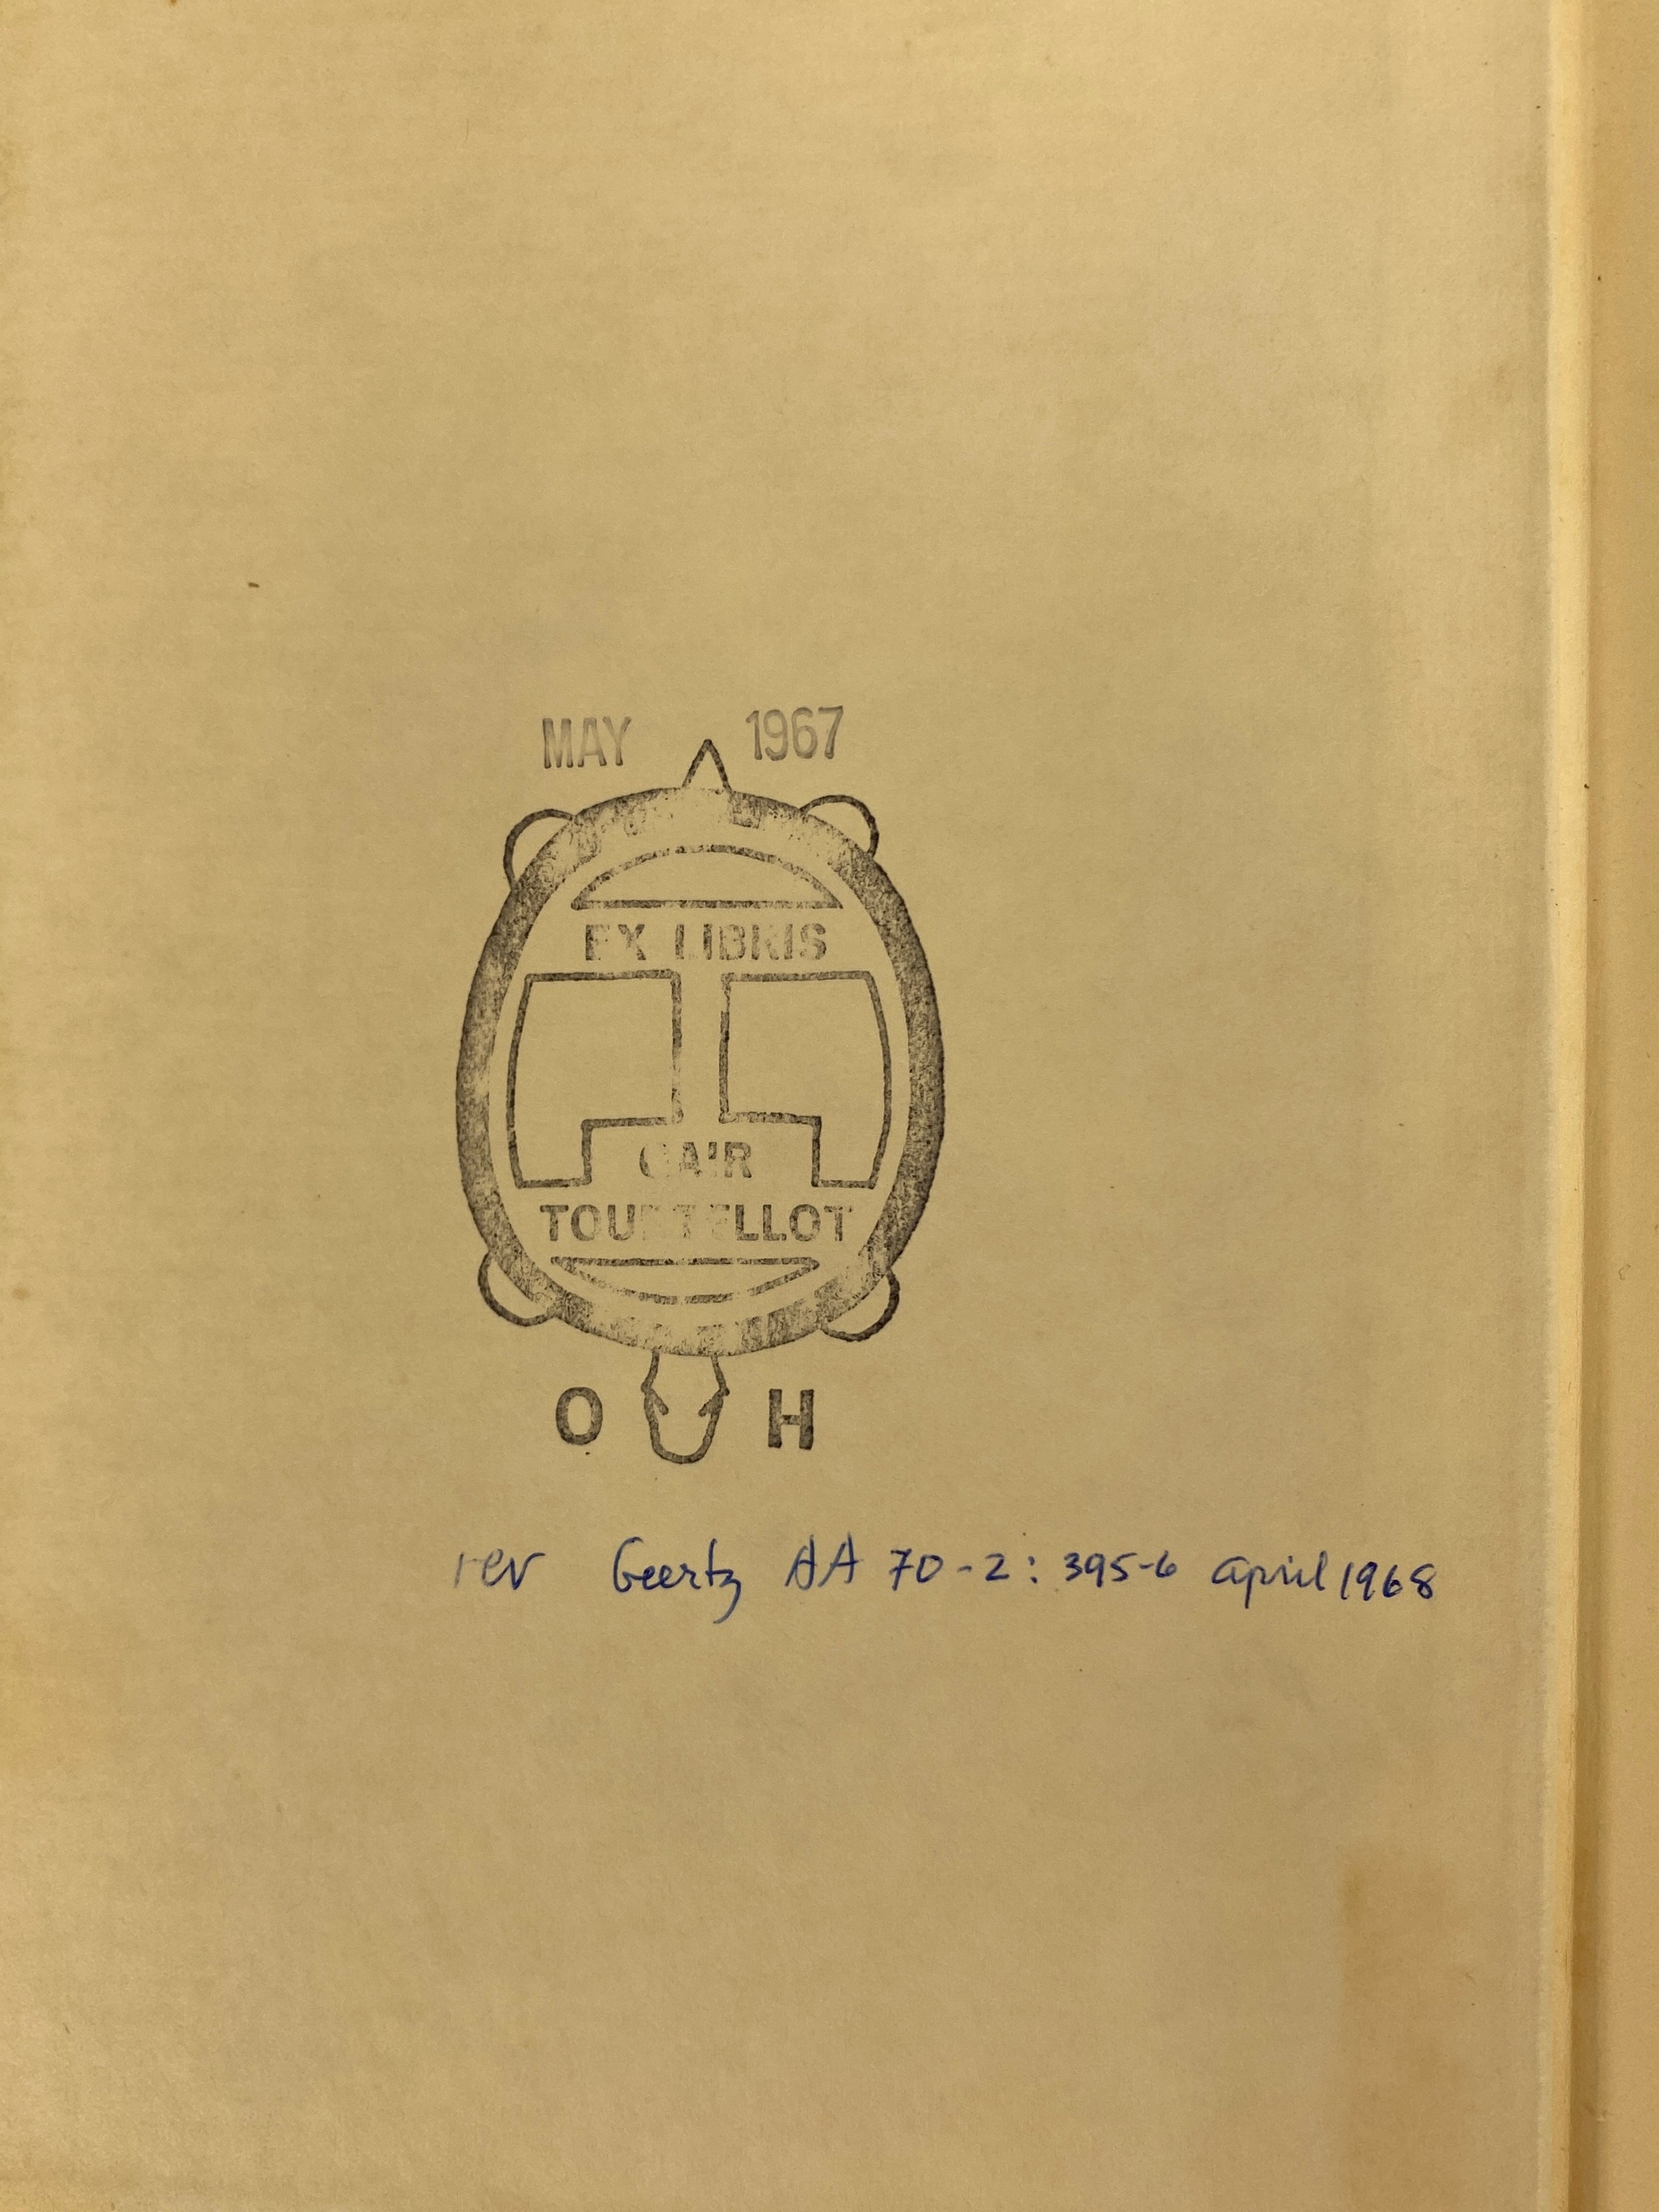 MAY 1967
EX LIBRIS
GAIR
TOURTELLOT
O H
rev Geertz AA 70-2: 395-6 april 1968